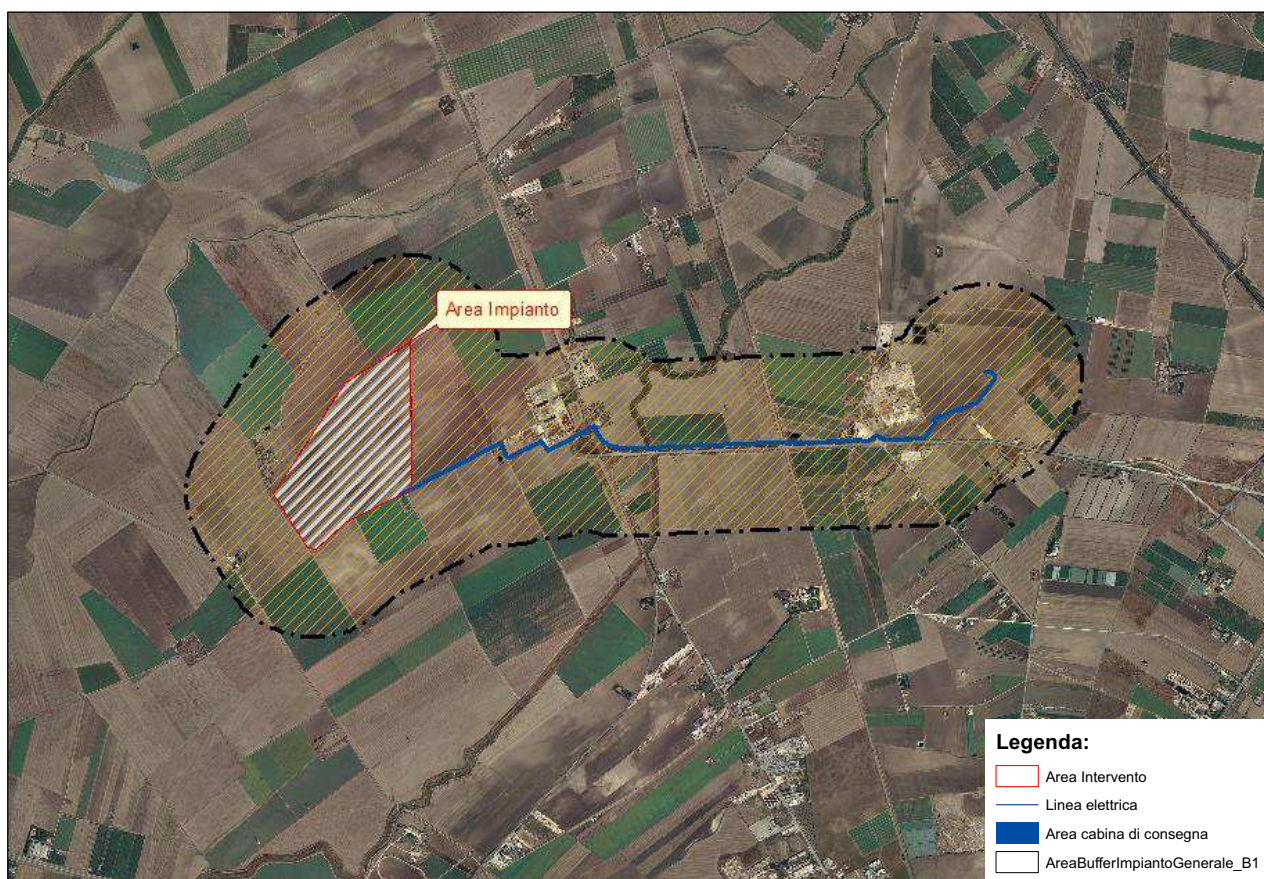 Area Impianto
Legenda:
Area Intervento
Linea elettrica
Area cabina di consegna
AreaBufferImpiantoGenerale_B1